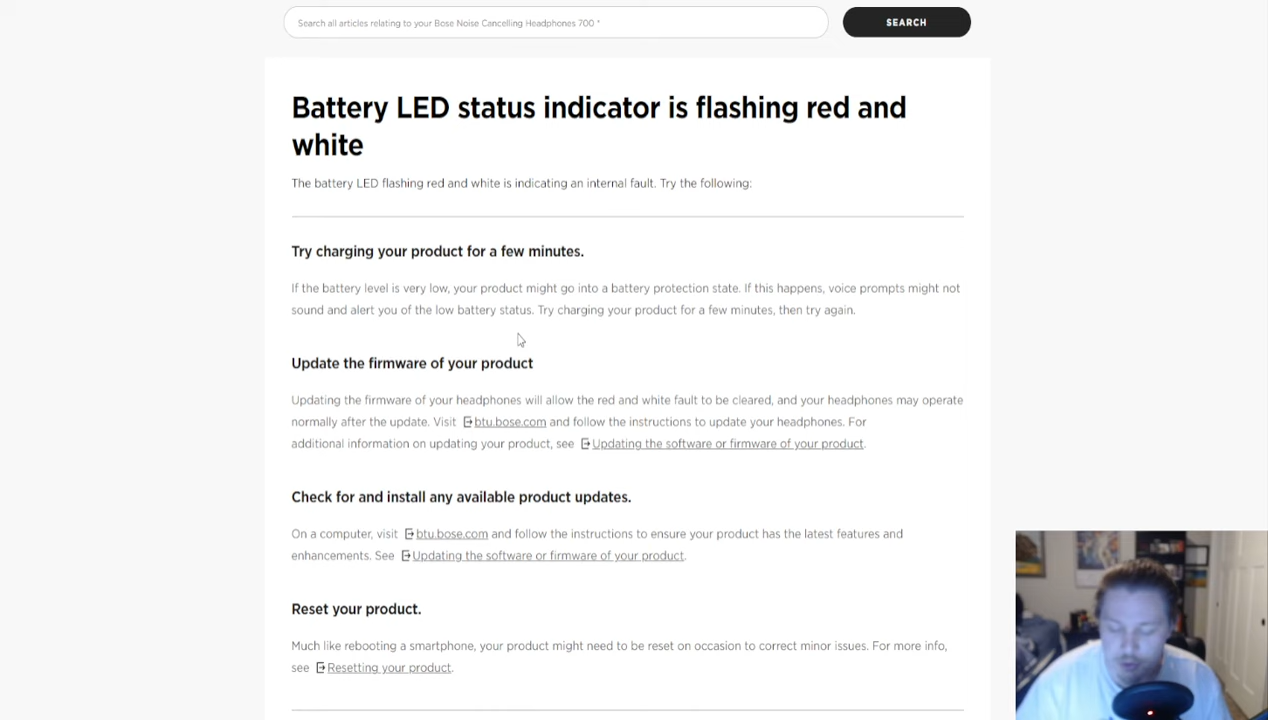 Search all articles relating to your Bose Noise Cancelling Headphones 700 *
SEARCH
Battery LED status indicator is flashing red and
white
The battery LED flashing red and white is indicating an internal fault. Try the following:
Try charging your product for a few minutes.
If the battery level is very low, your product might go into a battery protection state. If this happens, voice prompts might not
sound and alert you of the low battery status. Try charging your product for a few minutes, then try again.
Update the firmware of your product
Updating the firmware of your headphones will allow the red and white fault to be cleared, and your headphones may operate
normally after the update. Visit btu.bose.com and follow the instructions to update your headphones. For
additional information on updating your product, see Updating the software or firmware of your product.
Check for and install any available product updates.
On a computer, visit btu.bose.com and follow the instructions to ensure your product has the latest features and
enhancements. See Updating the software or firmware of your product.
Reset your product.
Much like rebooting a smartphone, your product might need to be reset on occasion to correct minor issues. For more info,
see Resetting your product.